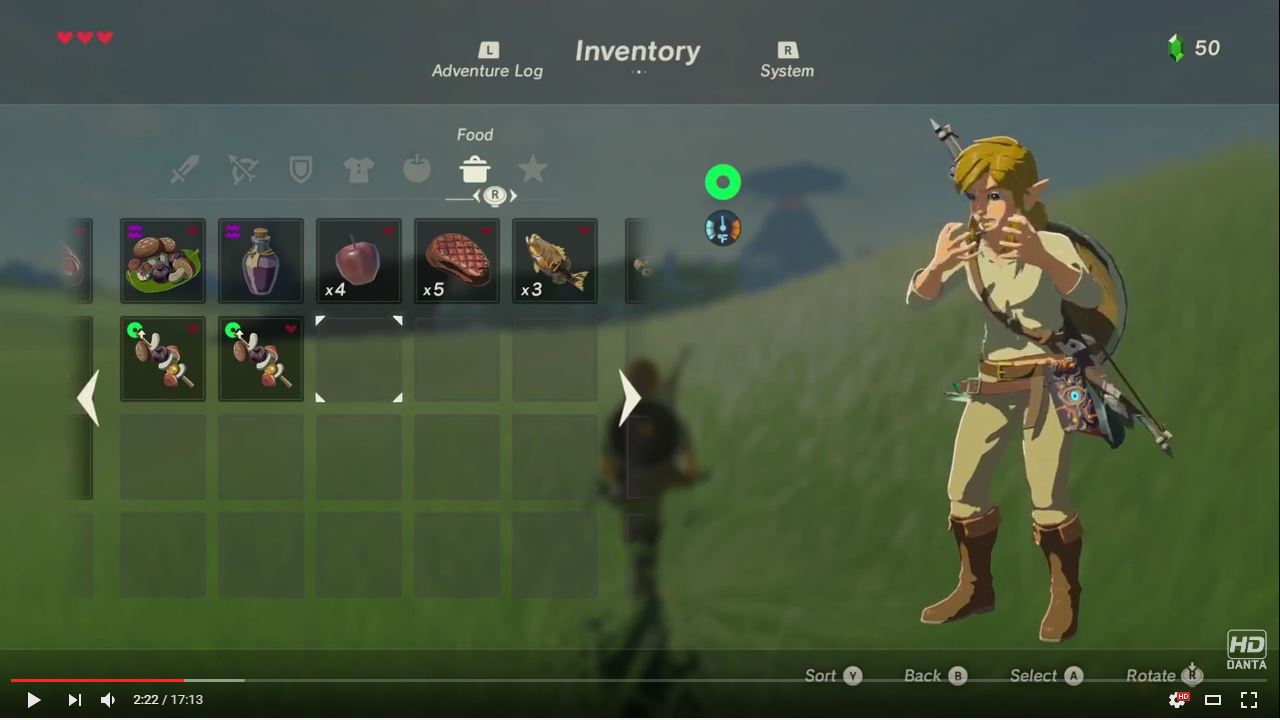 L
Inventory
R
50
Adventure Log
System
Food
R
°F
x4
x5
x3
HD
DANTA
Sort Y
Back B
Select A
Rotate R
2:22 / 17:13
HD